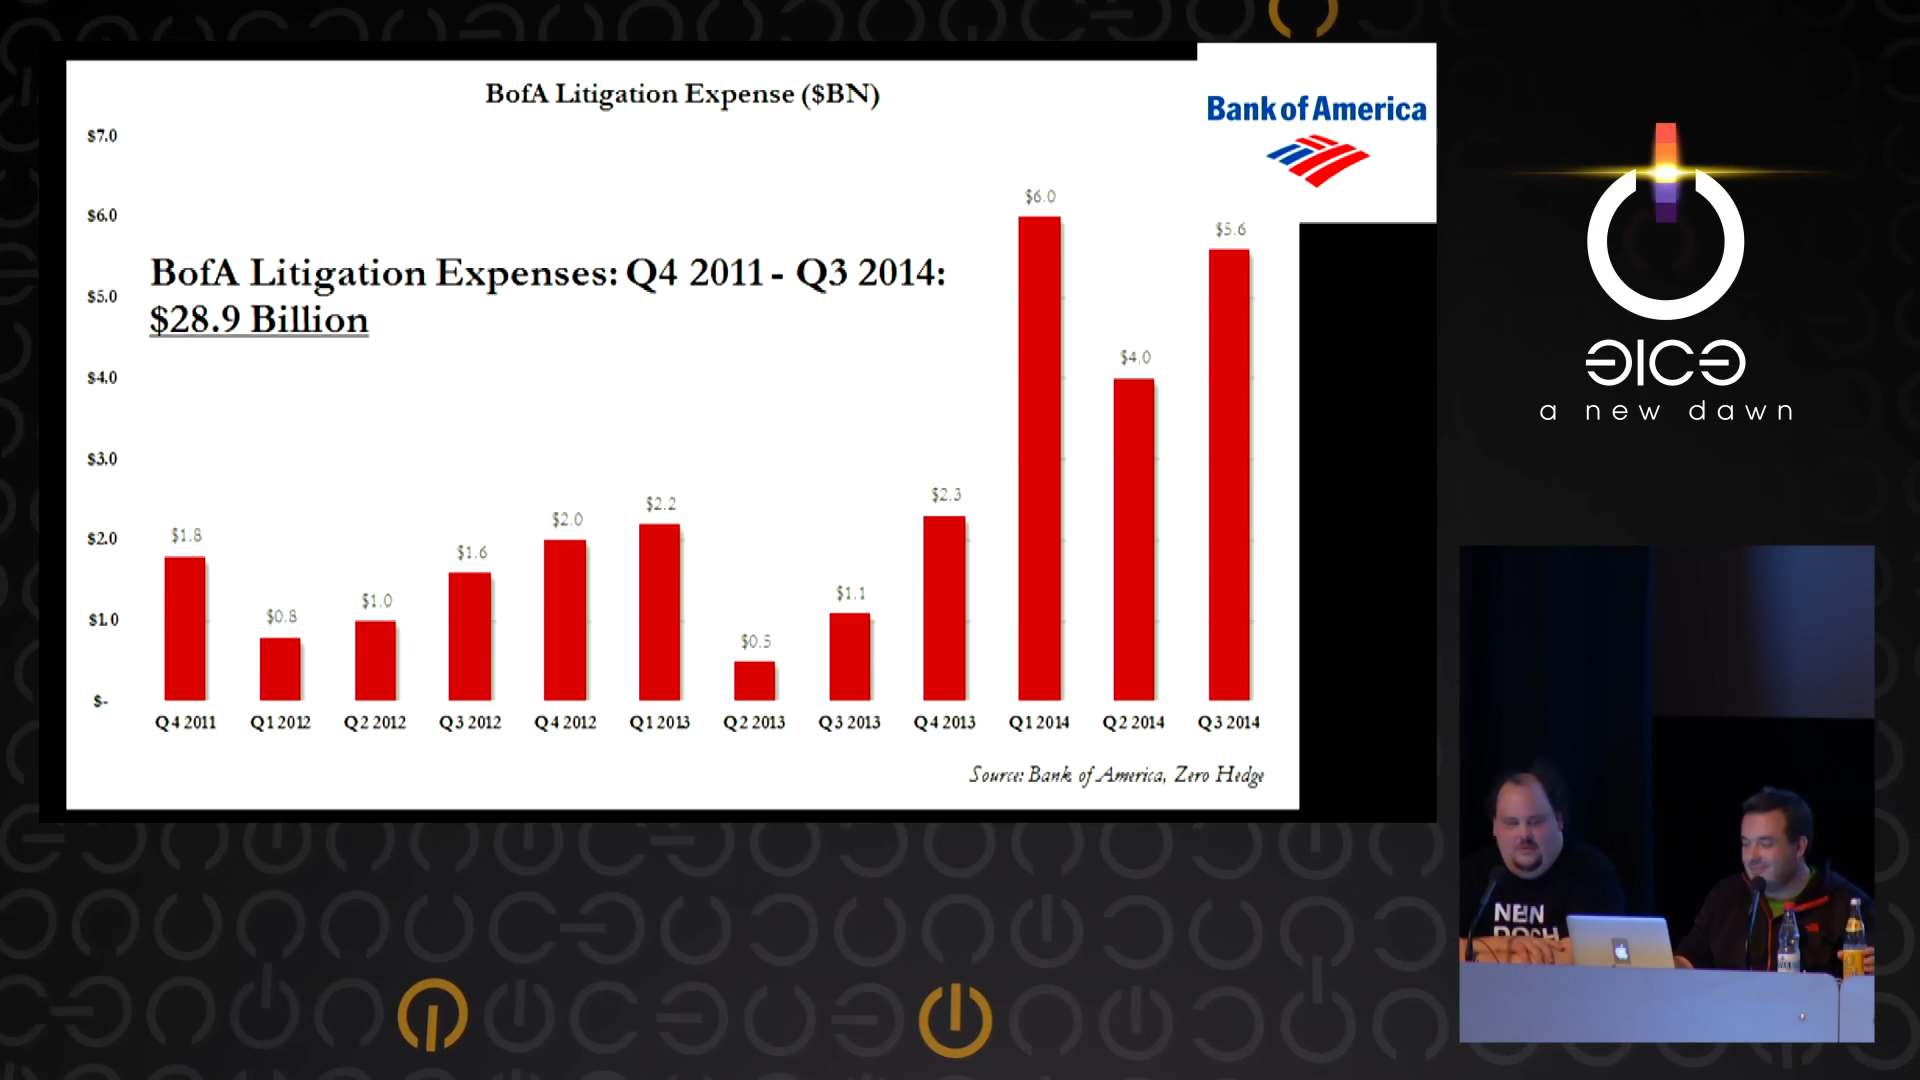 BofA Litigation Expense ($BN)
Bank of America
$7.0
$6.0
$5.0
$4.0
$3.0
$2.0
$1.0
$-
BofA Litigation Expenses: Q4 2011 - Q3 2014:
$28.9 Billion
$1.8
$0.8
$1.0
$1.6
$2.0
$2.2
$0.5
$1.1
$2.3
$6.0
$4.0
$5.6
Q4 2011 Q1 2012 Q2 2012 Q3 2012 Q4 2012 Q1 2013 Q2 2013 Q3 2013 Q4 2013 Q1 2014 Q2 2014 Q3 2014
Source: Bank of America, Zero Hedge
a new dawn
NEIN
DOCH